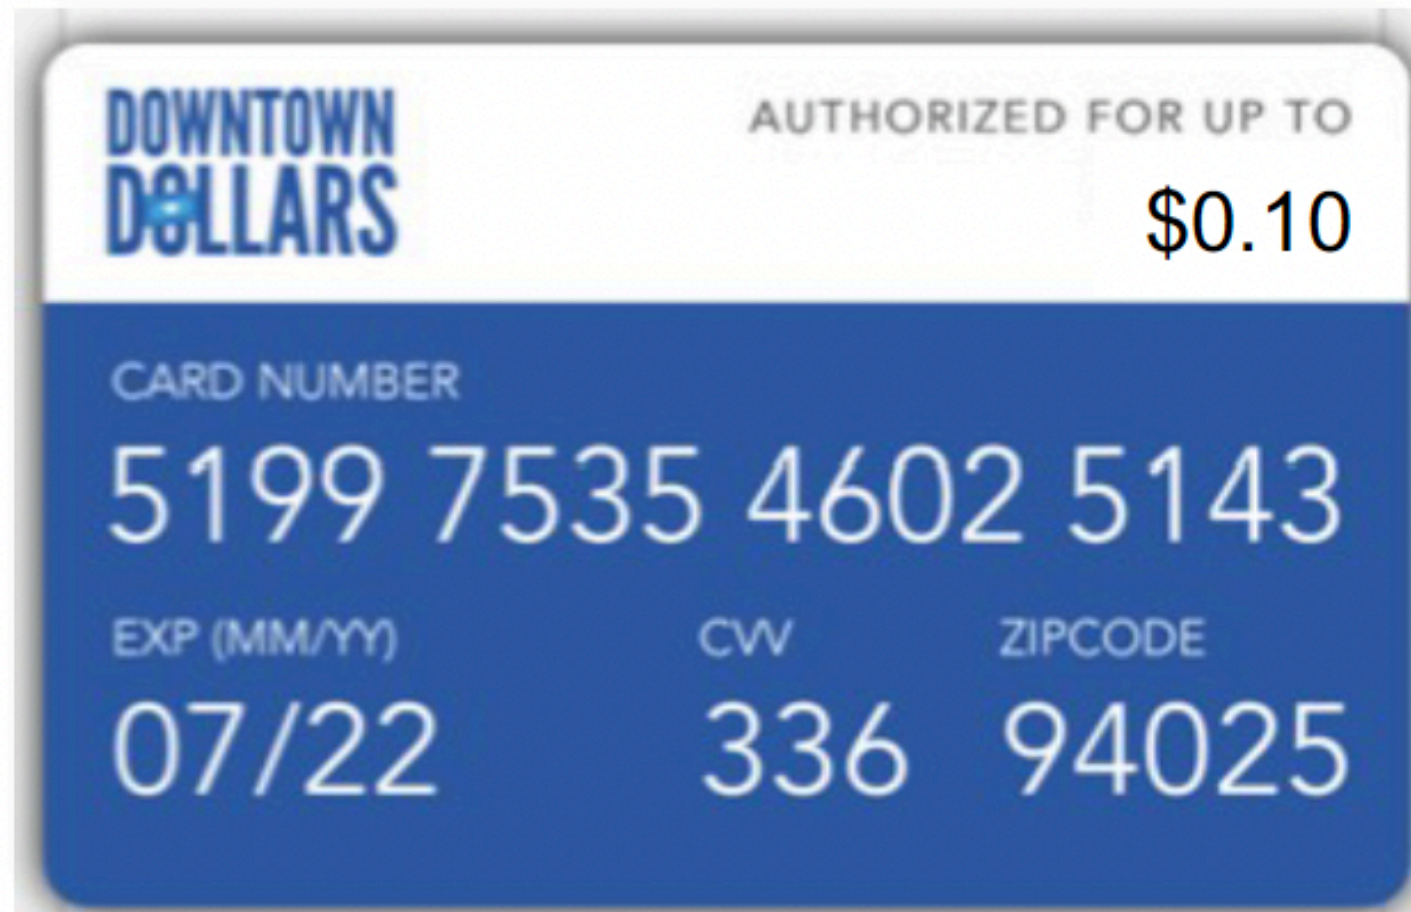 DOWNTOWN
DOLLARS
AUTHORIZED FOR UP TO
$0.10
CARD NUMBER
5199 7535 4602 5143
EXP (MM/YY)
CVV
ZIPCODE
07/22
336
94025